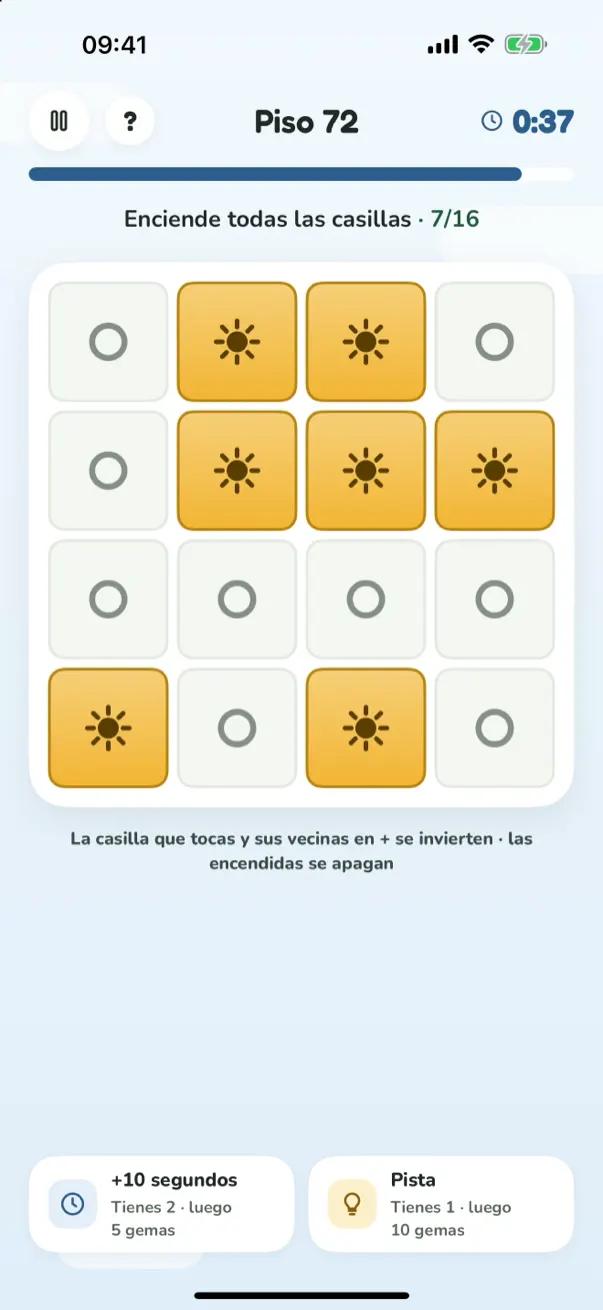 09:41
?
Piso 72
0:37
Enciende todas las casillas · 7/16
La casilla que tocas y sus vecinas en + se invierten · las
encendidas se apagan
+10 segundos
Tienes 2 · luego
5 gemas
Pista
Tienes 1 · luego
10 gemas